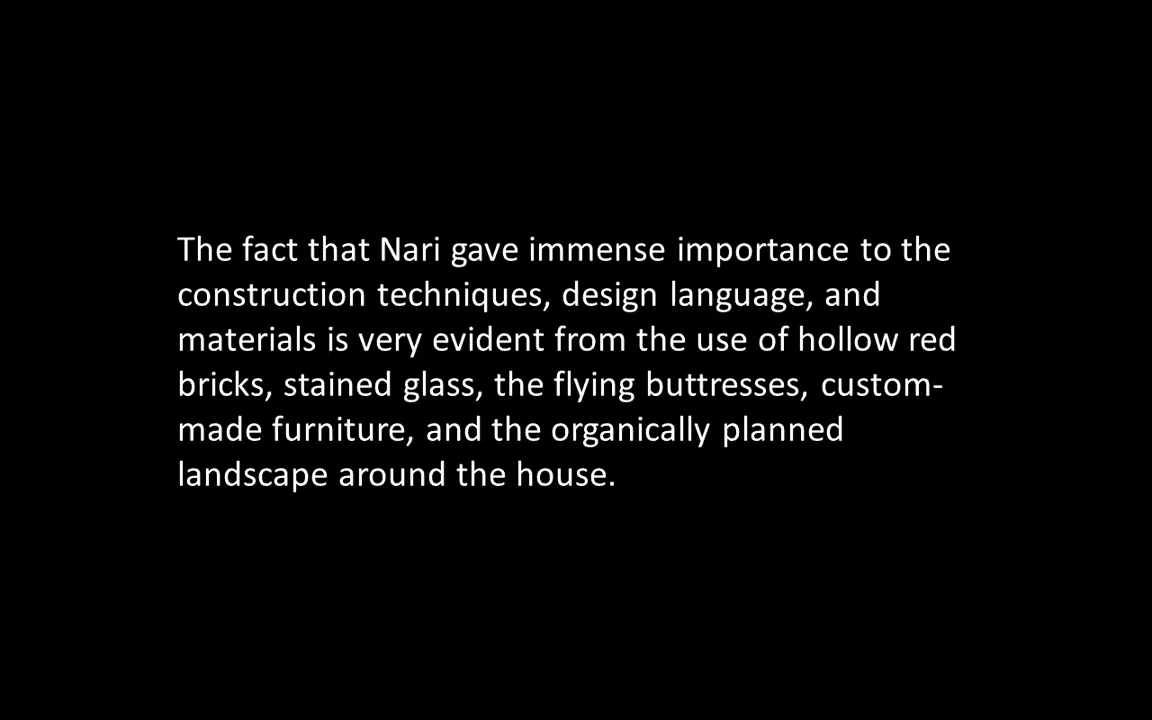 The fact that Nari gave immense importance to the
construction techniques, design language, and
materials is very evident from the use of hollow red
bricks, stained glass, the flying buttresses, custom-
made furniture, and the organically planned
landscape around the house.